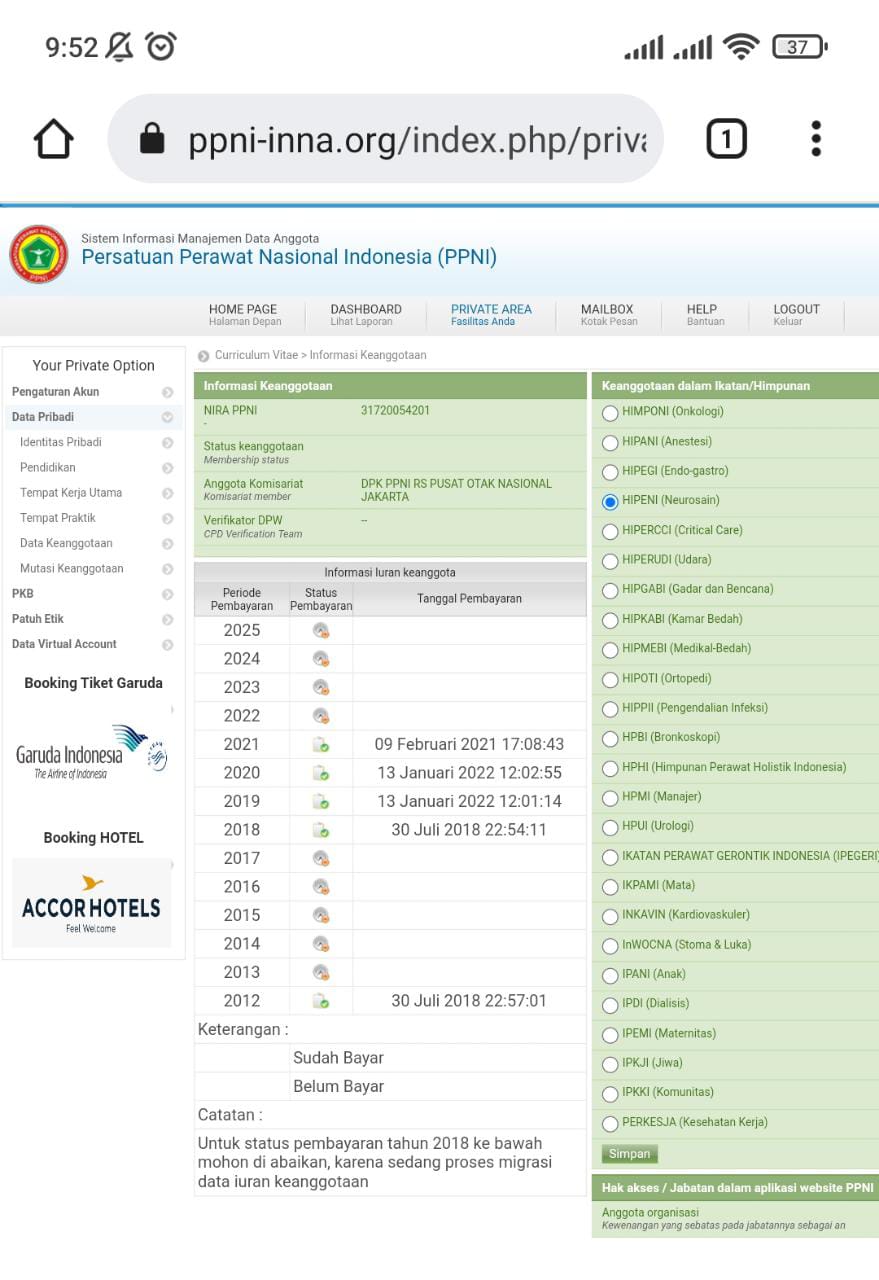 9:52
37
ppni-inna.org/index.php/priva
1
Sistem Informasi Manajemen Data Anggota
Persatuan Perawat Nasional Indonesia (PPNI)
HOME PAGE
Halaman Depan
DASHBOARD
Lihat Laporan
PRIVATE AREA
Fasilitas Anda
MAILBOX
Kotak Pesan
HELP
Bantuan
LOGOUT
Keluar
Your Private Option
Pengaturan Akun
Data Pribadi
Identitas Pribadi
Pendidikan
Tempat Kerja Utama
Tempat Praktik
Data Keanggotaan
Mutasi Keanggotaan
PKB
Patuh Etik
Data Virtual Account
Booking Tiket Garuda
Garuda Indonesia
The Airline of Indonesia
Booking HOTEL
ACCOR HOTELS
Feel Welcome
Curriculum Vitae > Informasi Keanggotaan
Informasi Keanggotaan
NIRA PPNI 31720054201
-
Status keanggotaan
Membership status
Anggota Komisariat DPK PPNI RS PUSAT OTAK NASIONAL
Komisariat member JAKARTA
Verifikator DPW --
CPD Verification Team
Informasi Iuran keanggota
Periode Pembayaran Status Pembayaran Tanggal Pembayaran
2025
2024
2023
2022
2021 09 Februari 2021 17:08:43
2020 13 Januari 2022 12:02:55
2019 13 Januari 2022 12:01:14
2018 30 Juli 2018 22:54:11
2017
2016
2015
2014
2013
2012 30 Juli 2018 22:57:01
Keterangan :
Sudah Bayar
Belum Bayar
Catatan :
Untuk status pembayaran tahun 2018 ke bawah
mohon di abaikan, karena sedang proses migrasi
data iuran keanggotaan
Keanggotaan dalam Ikatan/Himpunan
HIMPONI (Onkologi)
HIPANI (Anestesi)
HIPEGI (Endo-gastro)
HIPENI (Neurosain)
HIPERCCI (Critical Care)
HIPERUDI (Udara)
HIPGABI (Gadar dan Bencana)
HIPKABI (Kamar Bedah)
HIPMEBI (Medikal-Bedah)
HIPOTI (Ortopedi)
HIPPII (Pengendalian Infeksi)
HPBI (Bronkoskopi)
HPHI (Himpunan Perawat Holistik Indonesia)
HPMI (Manajer)
HPUI (Urologi)
IKATAN PERAWAT GERONTIK INDONESIA (IPEGERI)
IKPAMI (Mata)
INKAVIN (Kardiovaskuler)
InWOCNA (Stoma & Luka)
IPANI (Anak)
IPDI (Dialisis)
IPEMI (Maternitas)
IPKJI (Jiwa)
IPKKI (Komunitas)
PERKESJA (Kesehatan Kerja)
Simpan
Hak akses / Jabatan dalam aplikasi website PPNI
Anggota organisasi
Kewenangan yang sebatas pada jabatannya sebagai an